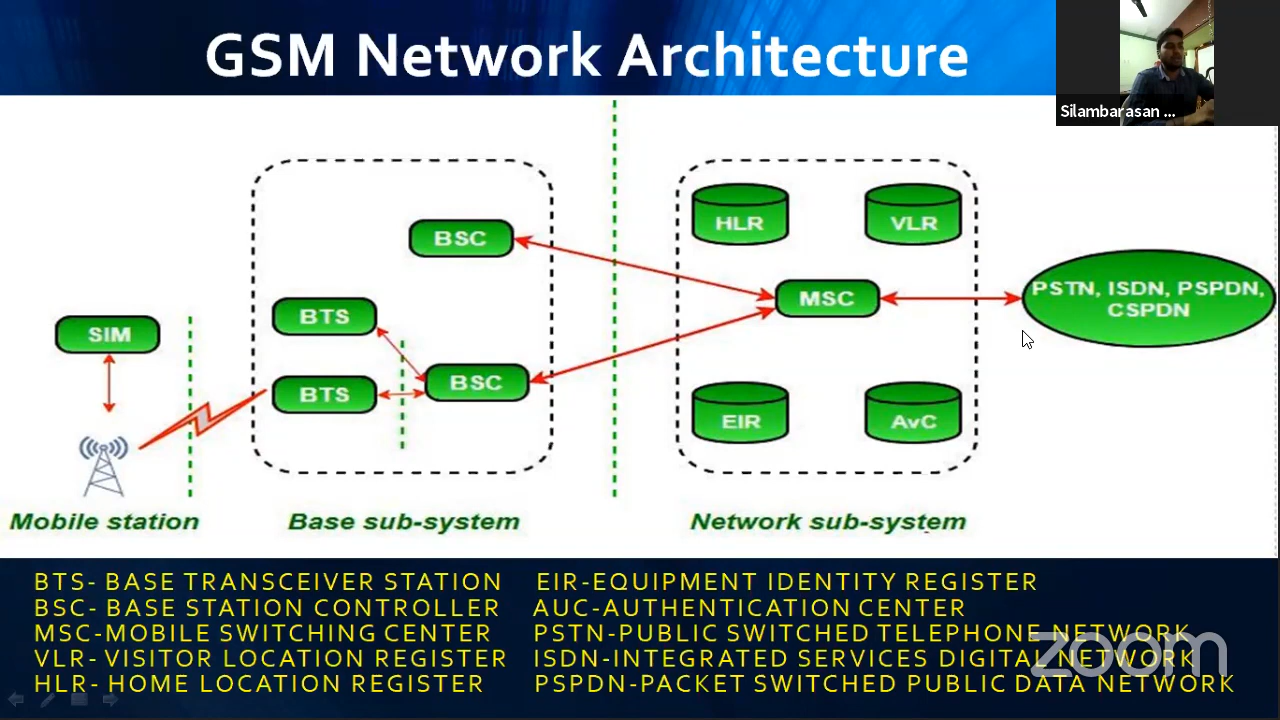 GSM Network Architecture
Silambarasan ...
HLR
VLR
BSC
MSC
PSTN, ISDN, PSPDN,
CSPDN
BTS
SIM
BSC
BTS
EIR
AvC
Mobile station
Base sub-system
Network sub-system
BTS- BASE TRANSCEIVER STATION
BSC- BASE STATION CONTROLLER
MSC-MOBILE SWITCHING CENTER
VLR- VISITOR LOCATION REGISTER
HLR- HOME LOCATION REGISTER
EIR-EQUIPMENT IDENTITY REGISTER
AUC-AUTHENTICATION CENTER
PSTN-PUBLIC SWITCHED TELEPHONE NETWORK
ISDN-INTEGRATED SERVICES DIGITAL NETWORK
PSPDN-PACKET SWITCHED PUBLIC DATA NETWORK
zoom